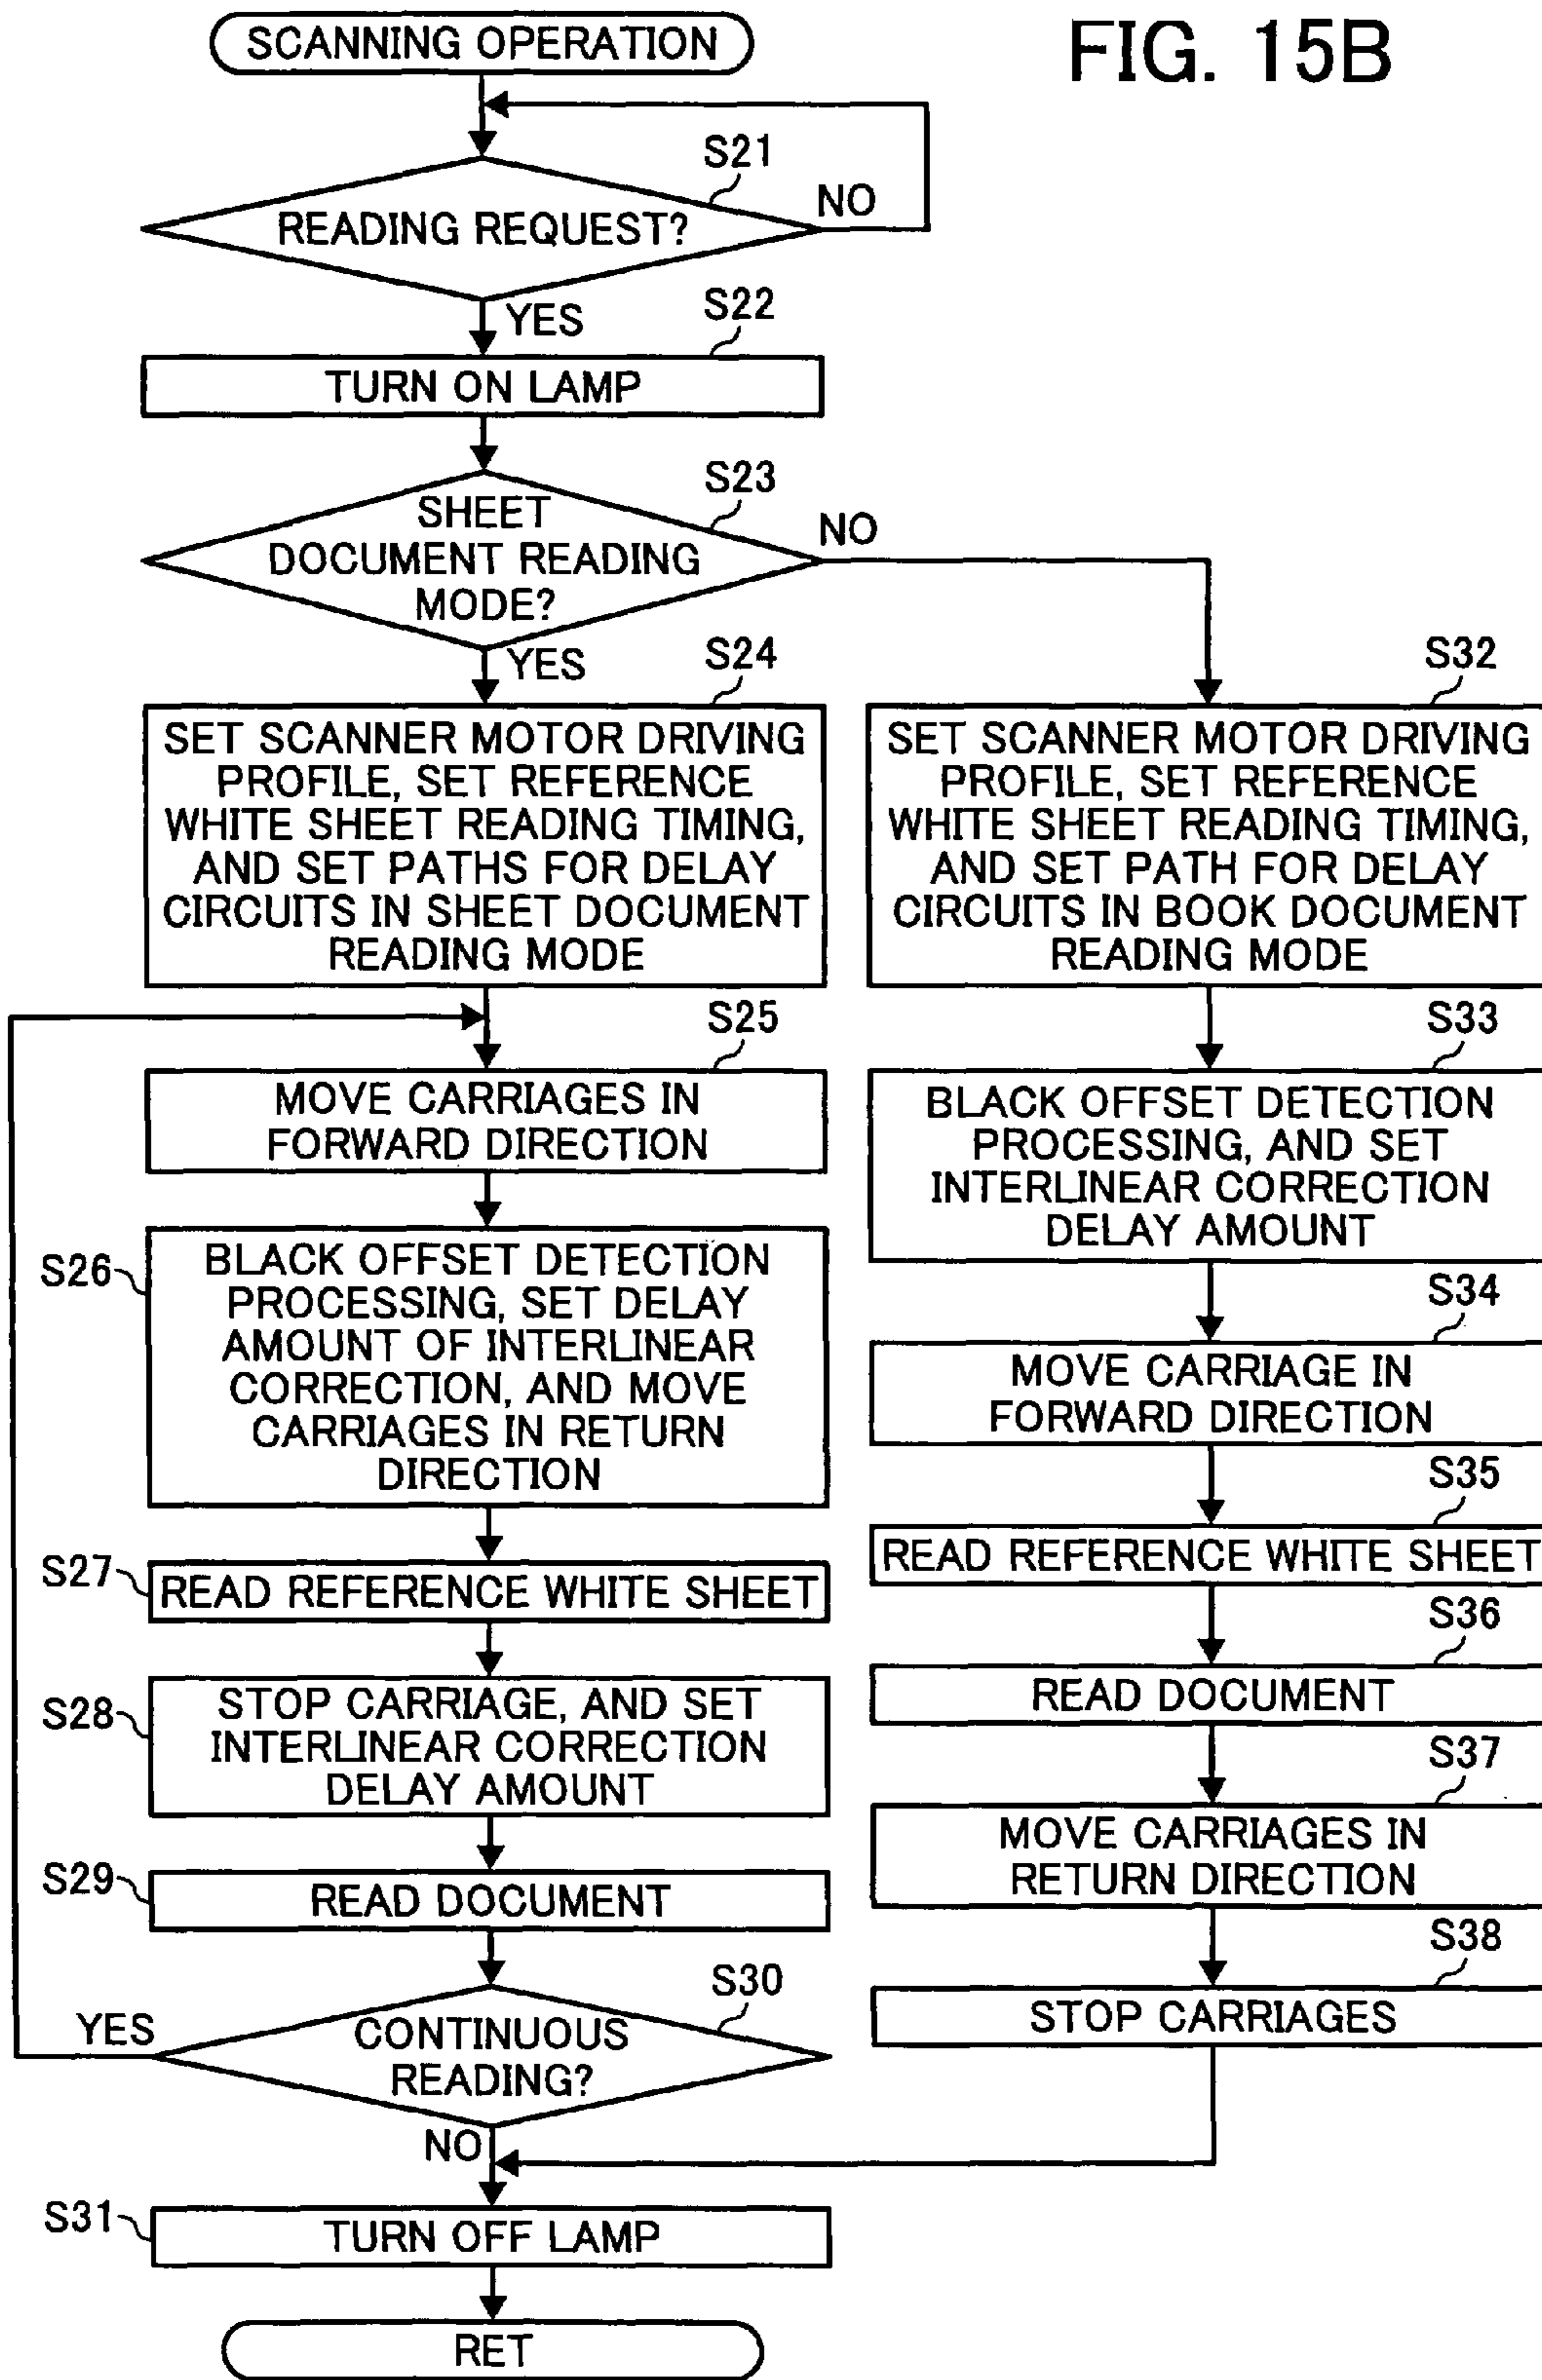 FIG. 15B
SCANNING OPERATION
S21
READING REQUEST?
NO
YES
S22
TURN ON LAMP
S23
SHEET
DOCUMENT READING
MODE?
NO
YES
S24
SET SCANNER MOTOR DRIVING
PROFILE, SET REFERENCE
WHITE SHEET READING TIMING,
AND SET PATHS FOR DELAY
CIRCUITS IN SHEET DOCUMENT
READING MODE
S25
MOVE CARRIAGES IN
FORWARD DIRECTION
S26
BLACK OFFSET DETECTION
PROCESSING, SET DELAY
AMOUNT OF INTERLINEAR
CORRECTION, AND MOVE
CARRIAGES IN RETURN
DIRECTION
S27
READ REFERENCE WHITE SHEET
S28
STOP CARRIAGE, AND SET
INTERLINEAR CORRECTION
DELAY AMOUNT
S29
READ DOCUMENT
S30
CONTINUOUS
READING?
YES
NO
S31
TURN OFF LAMP
RET
S32
SET SCANNER MOTOR DRIVING
PROFILE, SET REFERENCE
WHITE SHEET READING TIMING,
AND SET PATH FOR DELAY
CIRCUITS IN BOOK DOCUMENT
READING MODE
S33
BLACK OFFSET DETECTION
PROCESSING, AND SET
INTERLINEAR CORRECTION
DELAY AMOUNT
S34
MOVE CARRIAGE IN
FORWARD DIRECTION
S35
READ REFERENCE WHITE SHEET
S36
READ DOCUMENT
S37
MOVE CARRIAGES IN
RETURN DIRECTION
S38
STOP CARRIAGES